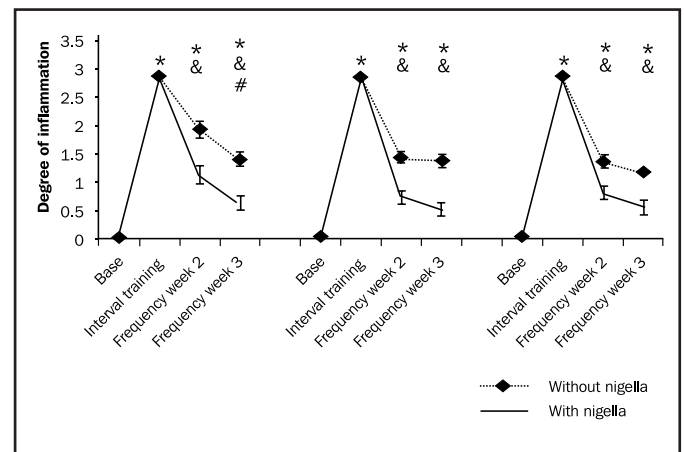 Degree of inflammation
3.5
3
2.5
2
1.5
1
0.5
0
*
*
&
*
&
#
*
*
&
*
&
*
*
&
*
&
Base
Interval training
Frequency week 2
Frequency week 3
Base
Interval training
Frequency week 2
Frequency week 3
Base
Interval training
Frequency week 2
Frequency week 3
Without nigella
With nigella